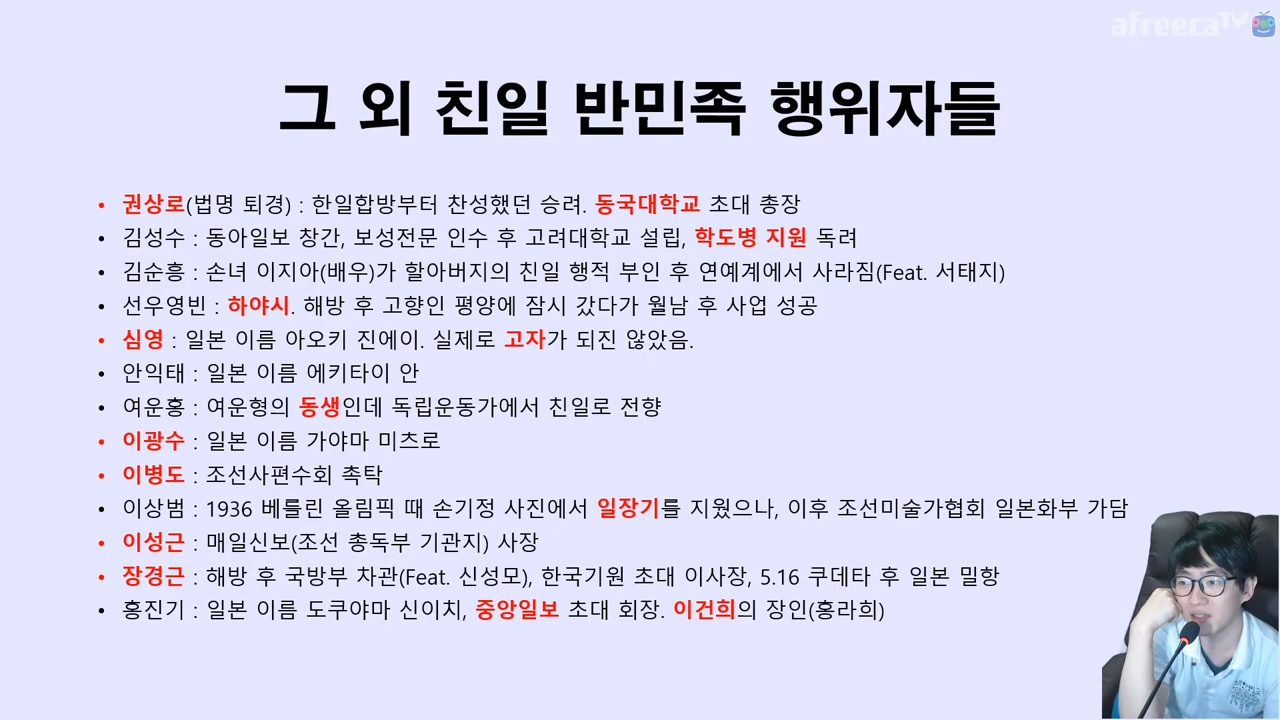 afreecaTV
그 외 친일 반민족 행위자들
• 권상로(법명 퇴경) : 한일합방부터 찬성했던 승려. 동국대학교 초대 총장
• 김성수 : 동아일보 창간, 보성전문 인수 후 고려대학교 설립, 학도병 지원 독려
• 김순흥 : 손녀 이지아(배우)가 할아버지의 친일 행적 부인 후 연예계에서 사라짐(Feat. 서태지)
• 선우영빈 : 하야시. 해방 후 고향인 평양에 잠시 갔다가 월남 후 사업 성공
• 심영 : 일본 이름 아오키 진에이. 실제로 고자가 되진 않았음.
• 안익태 : 일본 이름 에키타이 안
• 여운홍 : 여운형의 동생인데 독립운동가에서 친일로 전향
• 이광수 : 일본 이름 가야마 미츠로
• 이병도 : 조선사편수회 촉탁
• 이상범 : 1936 베를린 올림픽 때 손기정 사진에서 일장기를 지웠으나, 이후 조선미술가협회 일본화부 가담
• 이성근 : 매일신보(조선 총독부 기관지) 사장
• 장경근 : 해방 후 국방부 차관(Feat. 신성모), 한국기원 초대 이사장, 5.16 쿠데타 후 일본 밀항
• 홍진기 : 일본 이름 도쿠야마 신이치, 중앙일보 초대 회장. 이건희의 장인(홍라희)